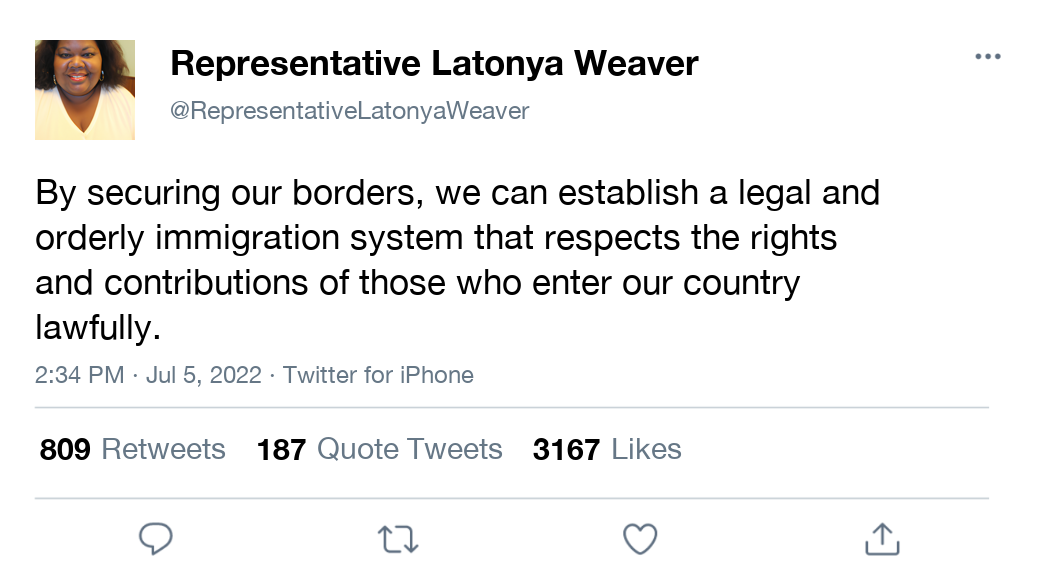 Representative Latonya Weaver
@RepresentativeLatonyaWeaver
By securing our borders, we can establish a legal and
orderly immigration system that respects the rights
and contributions of those who enter our country
lawfully.
2:34 PM · Jul 5, 2022 · Twitter for iPhone
809 Retweets 187 Quote Tweets 3167 Likes